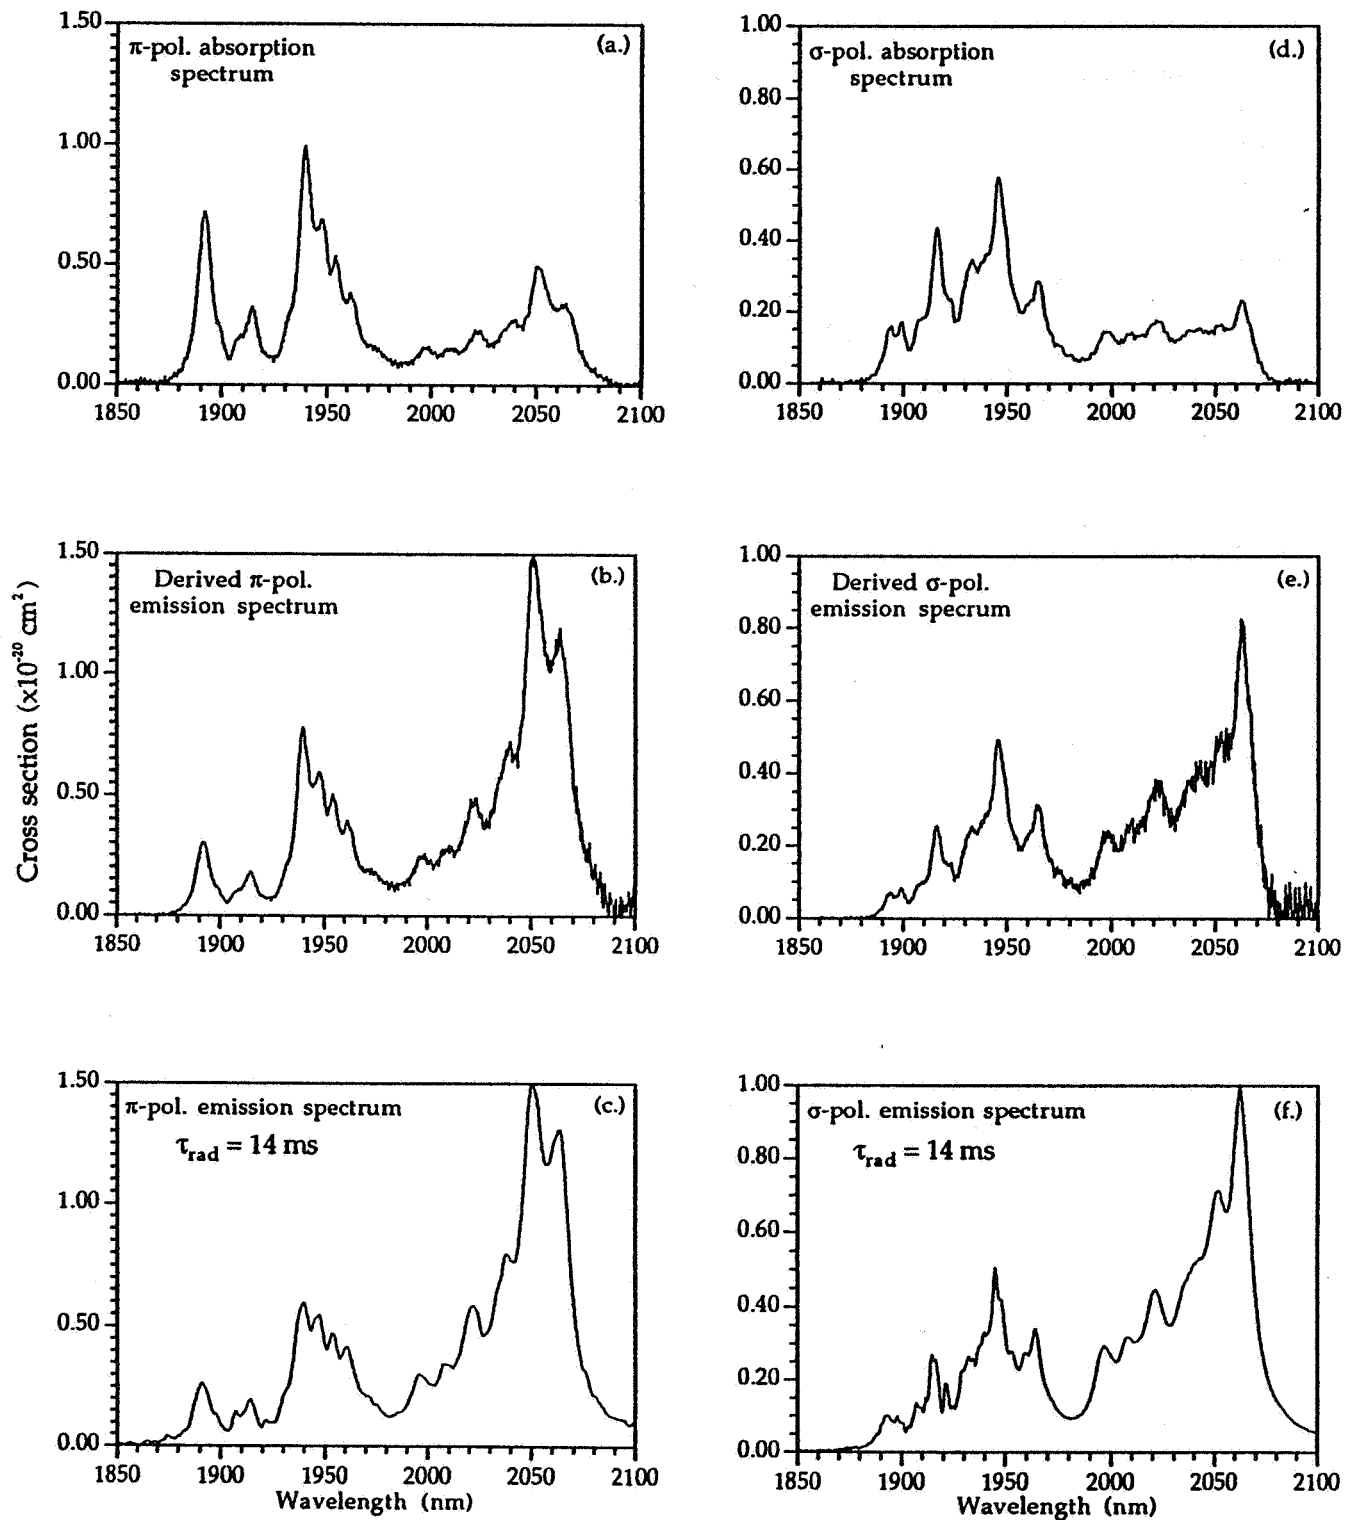 1.50
1.00
0.50
0.00
π-pol. absorption
spectrum
(a.)
1850 1900 1950 2000 2050 2100
1.00
0.80
0.60
0.40
0.20
0.00
σ-pol. absorption
spectrum
(d.)
1850 1900 1950 2000 2050 2100
Cross section (x10⁻²⁰ cm²)
1.50
1.00
0.50
0.00
Derived π-pol.
emission spectrum
(b.)
1850 1900 1950 2000 2050 2100
1.00
0.80
0.60
0.40
0.20
0.00
Derived σ-pol.
emission specrum
(e.)
1850 1900 1950 2000 2050 2100
1.50
1.00
0.50
0.00
π-pol. emission spectrum
(c.)
τrad = 14 ms
1850 1900 1950 2000 2050 2100
Wavelength (nm)
1.00
0.80
0.60
0.40
0.20
0.00
σ-pol. emission spectrum
(f.)
τrad = 14 ms
1850 1900 1950 2000 2050 2100
Wavelength (nm)